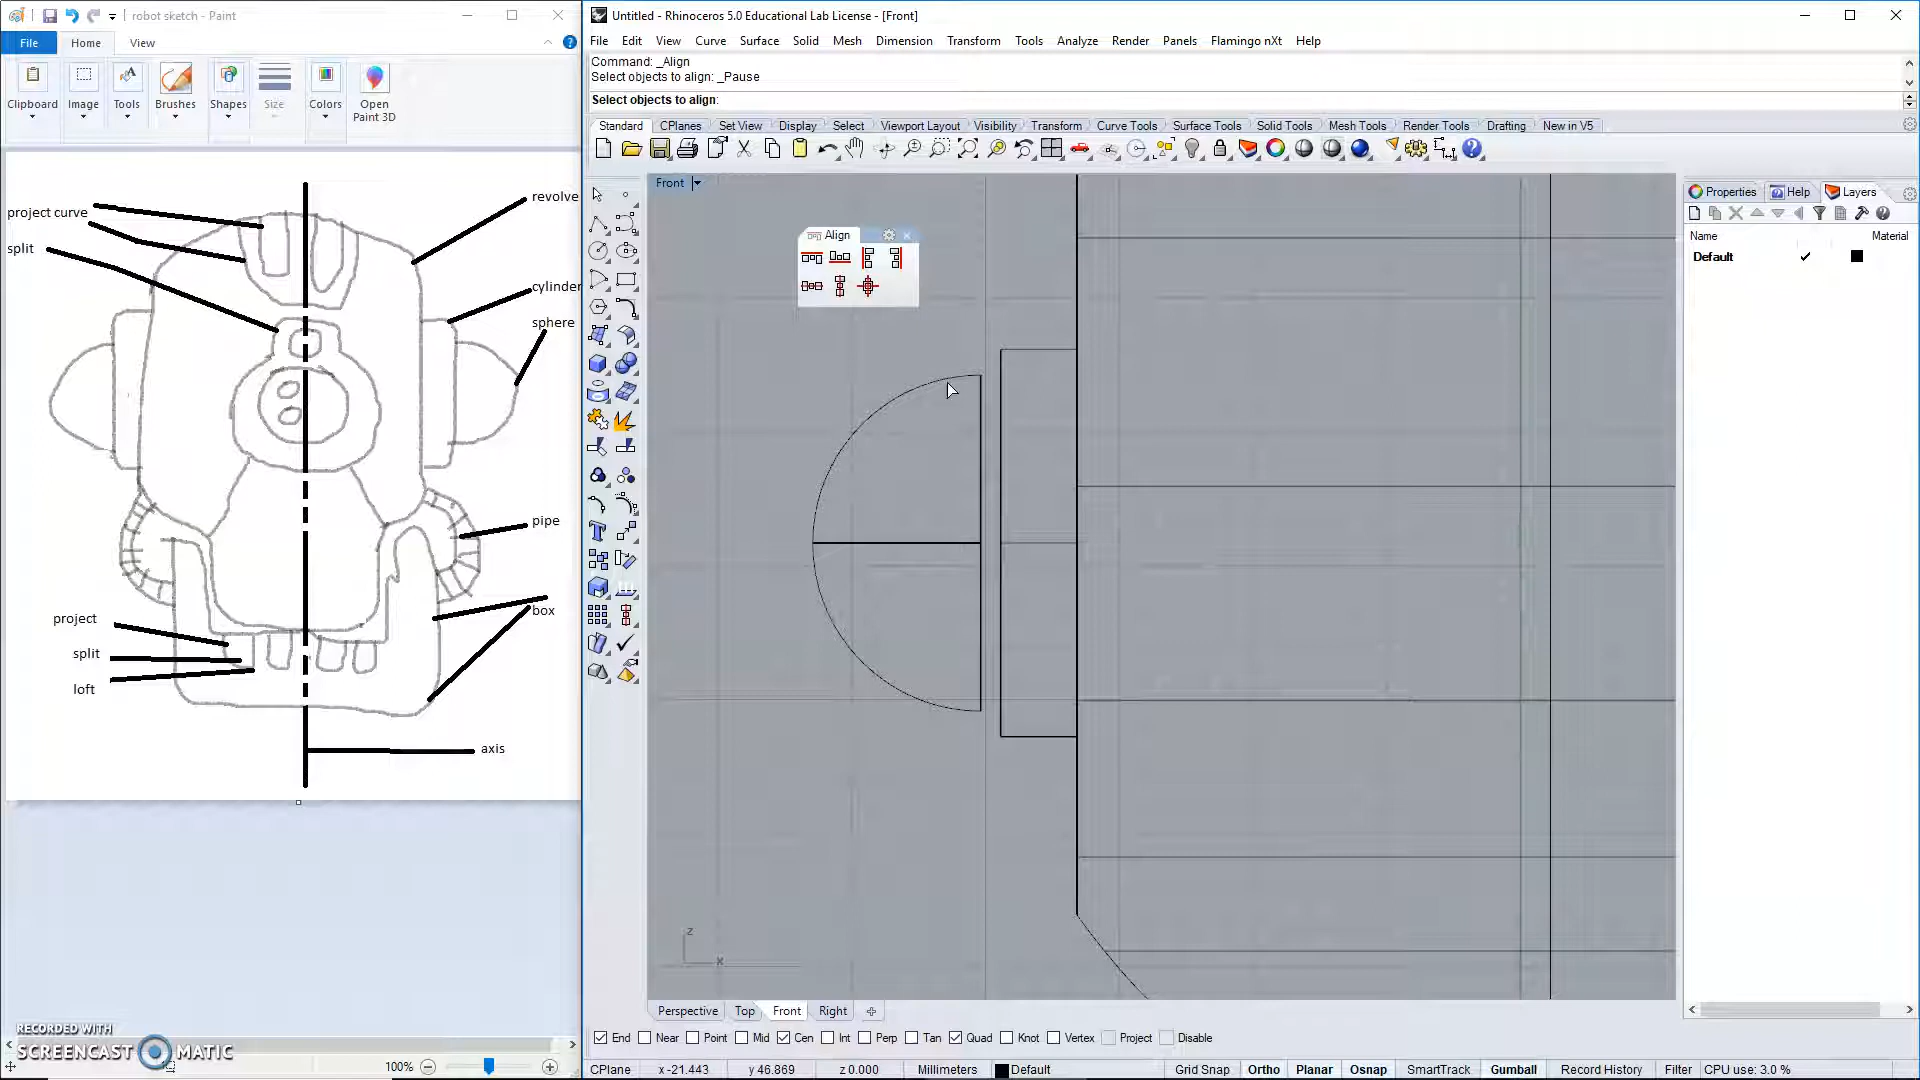 robot sketch - Paint
File
Home
View
Clipboard
Image
Tools
Brushes
Shapes
Size
Colors
Open
Paint 3D
project curve
split
revolve
cylinder
sphere
pipe
project
split
loft
box
axis
RECORDED WITH
SCREENCAST MATIC
100%
Untitled - Rhinoceros 5.0 Educational Lab License - [Front]
File Edit View Curve Surface Solid Mesh Dimension Transform Tools Analyze Render Panels Flamingo nXt Help
Command: _Align
Select objects to align: _Pause
Select objects to align:
Standard CPlanes Set View Display Select Viewport Layout Visibility Transform Curve Tools Surface Tools Solid Tools Mesh Tools Render Tools Drafting New in V5
Front
Align
z
x
Properties Help Layers
Name Material
Default
Perspective Top Front Right
End Near Point Mid Cen Int Perp Tan Quad Knot Vertex Project Disable
CPlane x -21.443 y 46.869 z 0.000 Millimeters Default Grid Snap Ortho Planar Osnap SmartTrack Gumball Record History Filter CPU use: 3.0 %